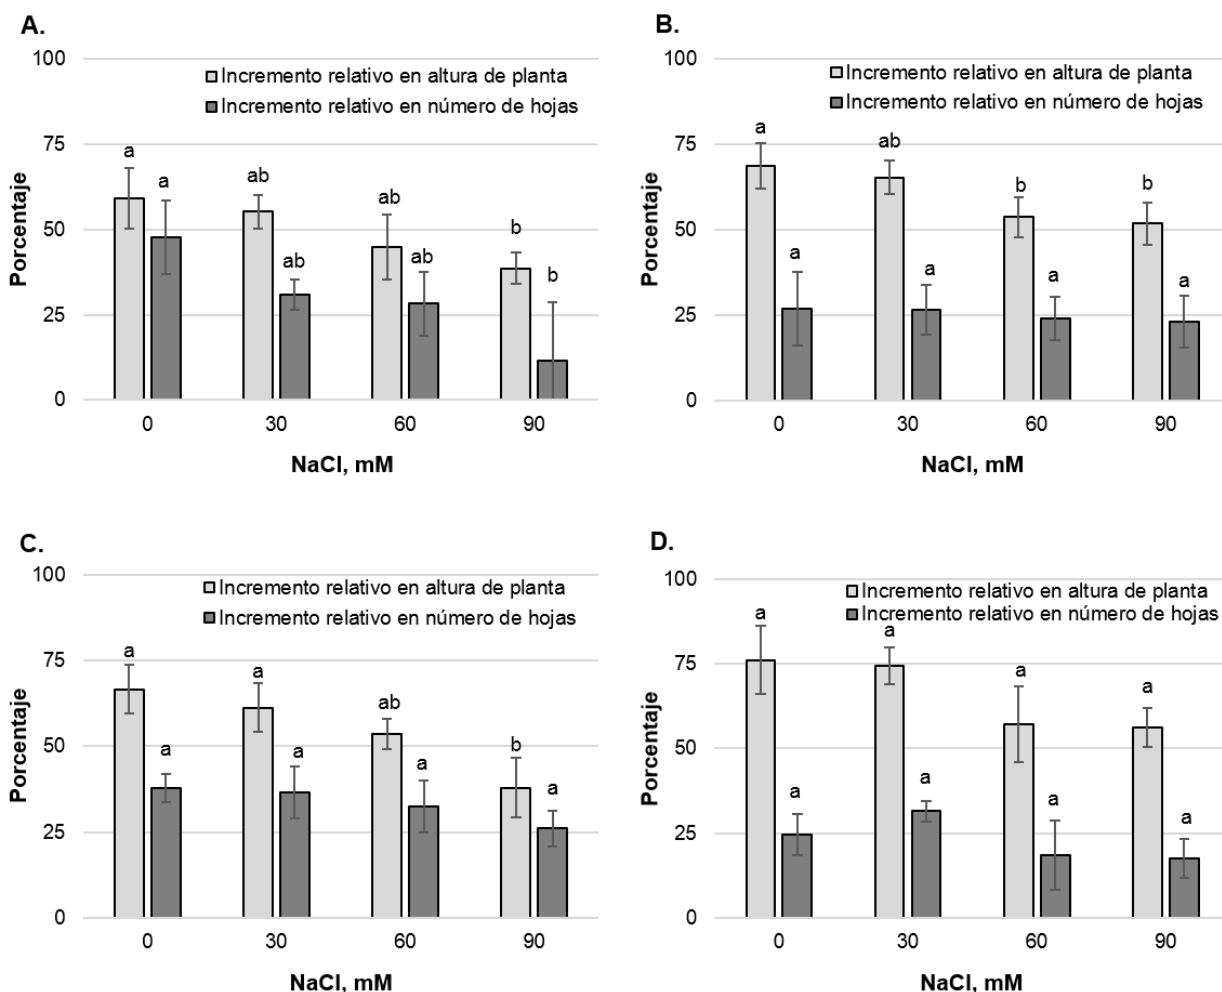 A.
100
75
50
25
0
Porcentaje
Incremento relativo en altura de planta
Incremento relativo en número de hojas
a
a
ab
ab
ab
ab
b
b
0 30 60 90
NaCl, mM
B.
100
75
50
25
0
Porcentaje
Incremento relativo en altura de planta
Incremento relativo en número de hojas
a
a
ab
a
b
a
b
a
0 30 60 90
NaCl, mM
C.
100
75
50
25
0
Porcentaje
Incremento relativo en altura de planta
Incremento relativo en número de hojas
a
a
a
a
ab
a
b
a
0 30 60 90
NaCl, mM
D.
100
75
50
25
0
Porcentaje
Incremento relativo en altura de planta
Incremento relativo en número de hojas
a
a
a
a
a
a
a
a
0 30 60 90
NaCl, mM